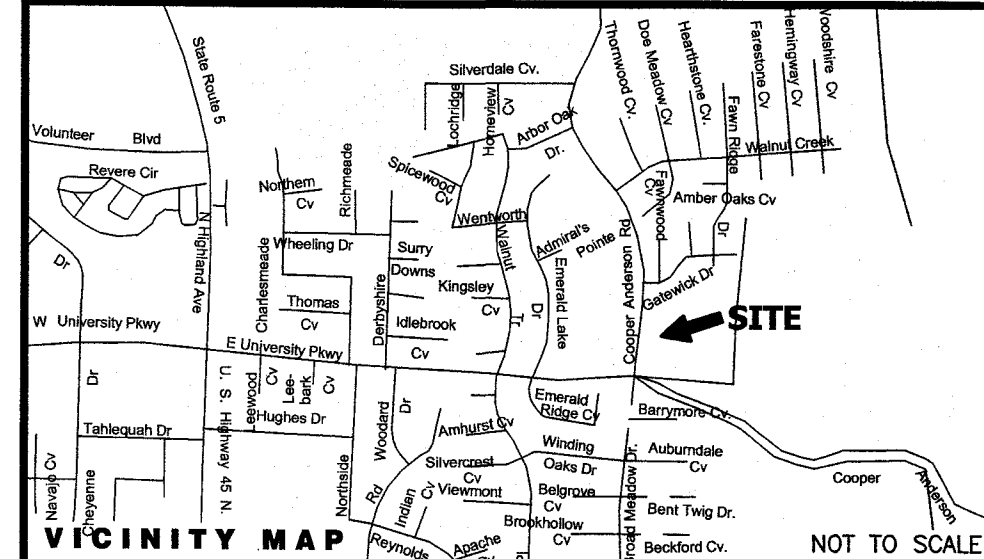 State Route 5
Silverdale Cv.
Lochridge
Homeview
Cv
Thornwood Cv.
Doe Meadow Cv
Hearthstone Cv.
Farestone Cv
Hemingway Cv
Woodshire Cv
Volunteer Blvd
Arbor Oak
Dr.
Fawn Ridge
Dr
Walnut Creek
Revere Cir
Northern
Cv
Richmeade
Spicewood
Cv
Fawnwood
Cv
Amber Oaks Cv
Wentworth
N Highland Ave
Charlesmeade
Wheeling Dr
Surry
Downs
Walnut
Tr
Admiral's
Pointe
Cooper Anderson Rd
Dr
Derbyshire
Kingsley
Cv
Emerald Lake
Dr
Gatewick Dr
Thomas
Cv
Idlebrook
Cv
SITE
W University Pkwy
E University Pkwy
Dr
Cv
Lee-
bark
Cv
Hughes Dr
U. S. Highway 45 N.
Woodard
Dr
Emerald
Ridge Cv
Barrymore Cv.
Tahlequah Dr
Amhurst Cv
Winding
Oaks Dr
Auburndale
Cv
Navajo Cv
Cheyenne
Northside
Rd
Silvercrest
Cv
Indian
Cv
Viewmont
Belgrove
Cv
Broad Meadow Dr.
Bent Twig Dr.
Cooper
Anderson
Brookhollow
Cv
Reynolds
Apache
Cv
Beckford Cv.
VICINITY MAP
NOT TO SCALE